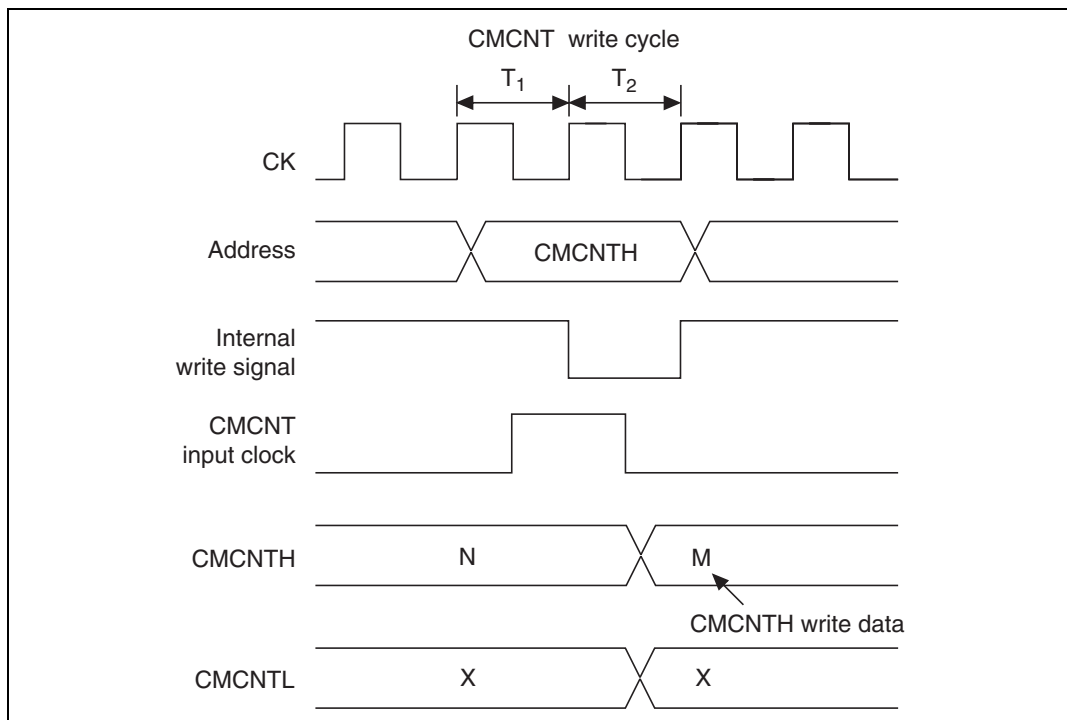 CMCNT write cycle
T1 T2
CK
Address CMCNTH
Internal
write signal
CMCNT
input clock
CMCNTH N M
CMCNTH write data
CMCNTL X X